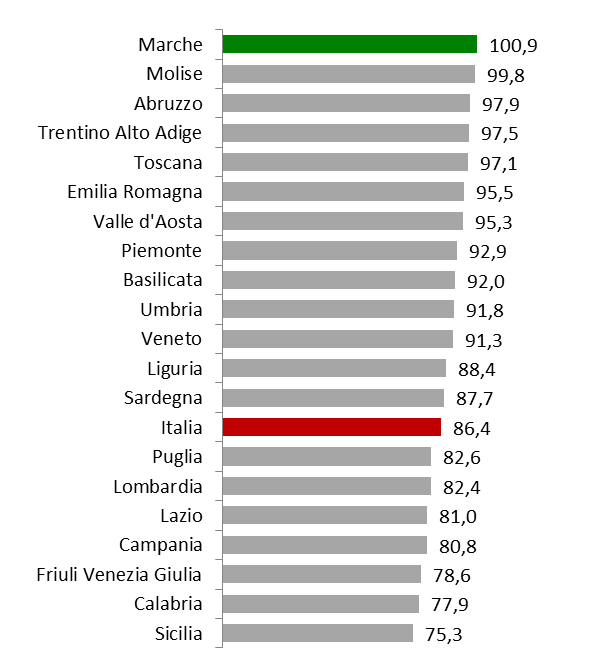 Marche 100,9
Molise 99,8
Abruzzo 97,9
Trentino Alto Adige 97,5
Toscana 97,1
Emilia Romagna 95,5
Valle d'Aosta 95,3
Piemonte 92,9
Basilicata 92,0
Umbria 91,8
Veneto 91,3
Liguria 88,4
Sardegna 87,7
Italia 86,4
Puglia 82,6
Lombardia 82,4
Lazio 81,0
Campania 80,8
Friuli Venezia Giulia 78,6
Calabria 77,9
Sicilia 75,3